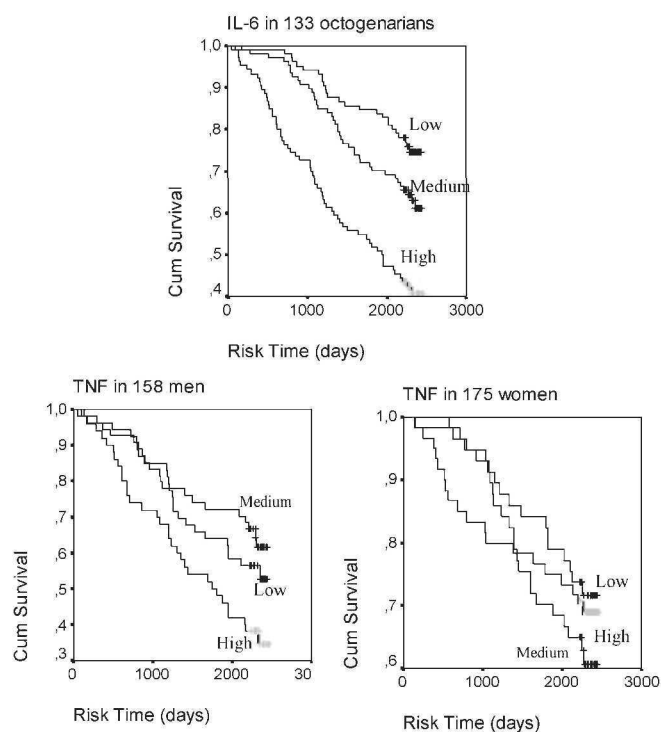 IL-6 in 133 octogenarians
1,0
,9
,8
,7
,6
,5
,4
Cum Survival
Low
Medium
High
0 1000 2000 3000
Risk Time (days)
TNF in 158 men
1,0
,9
,8
,7
,6
,5
,4
,3
Cum Survival
Medium
Low
High
0 1000 2000 30
Risk Time (days)
TNF in 175 women
1,0
,9
,8
,7
,6
Cum Survival
Low
High
Medium
0 1000 2000 3000
Risk Time (days)